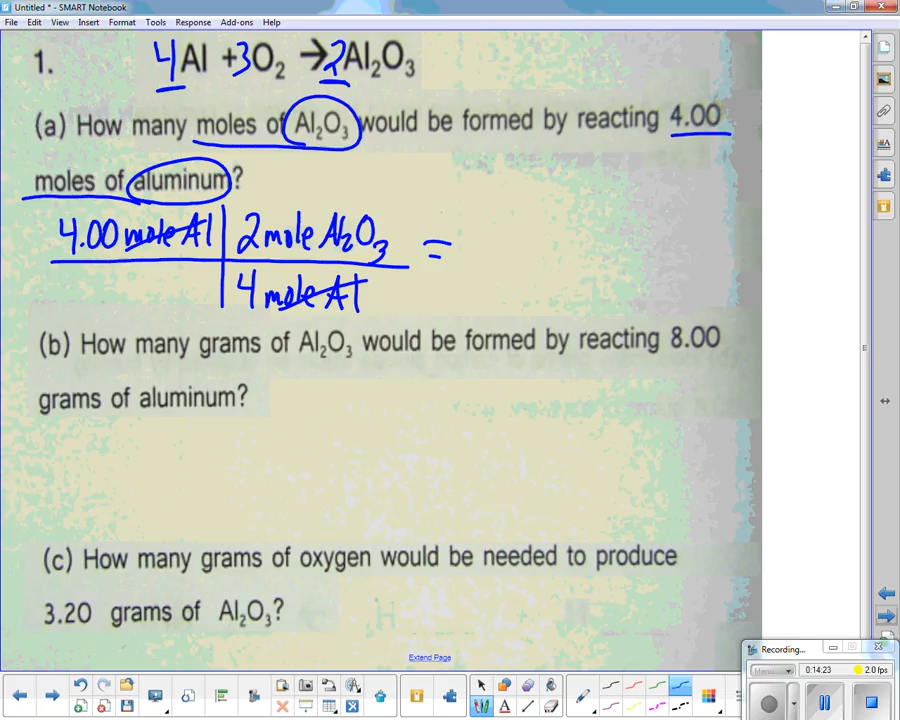 Untitled * - SMART Notebook
File Edit View Insert Format Tools Response Add-ons Help
1. 4Al + 3O₂ → 2Al₂O₃
(a) How many moles of Al₂O₃ would be formed by reacting 4.00
moles of aluminum?
4.00 mole Al | 2 mole Al₂O₃ =
4 mole Al
(b) How many grams of Al₂O₃ would be formed by reacting 8.00
grams of aluminum?
(c) How many grams of oxygen would be needed to produce
3.20 grams of Al₂O₃?
Extend Page
Recording...
Menu 0:14:23 2.0 fps